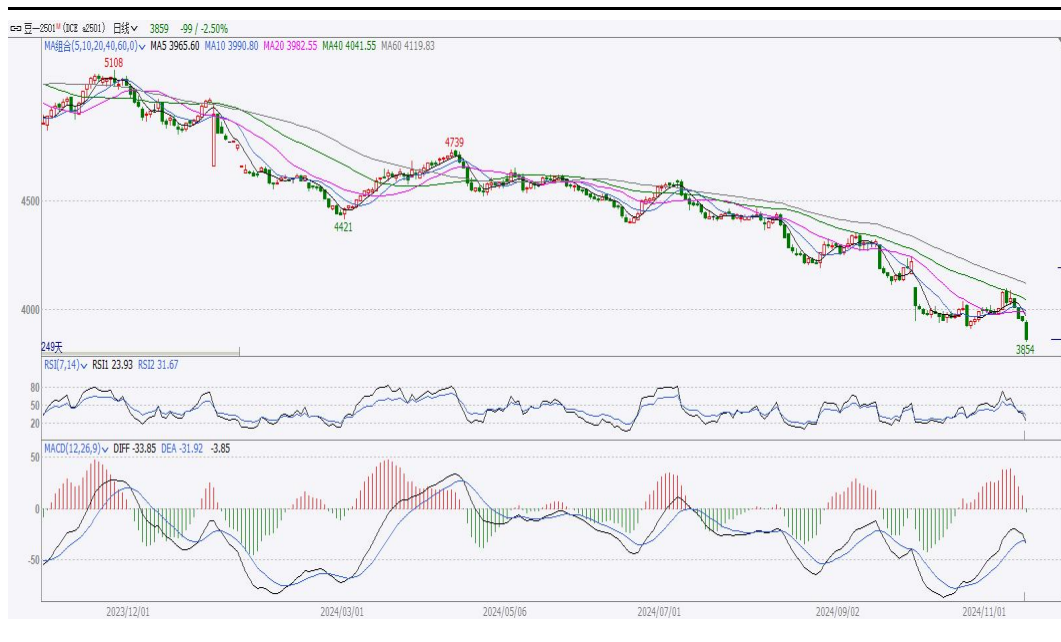 豆一2501M (DCE a2501) 日线 3859 -99 / -2.50%
MA组合(5,10,20,40,60,0) MA5 3965.60 MA10 3990.80 MA20 3982.55 MA40 4041.55 MA60 4119.83
5108
4739
4500
4421
4000
249天
3854
RSI(7,14) RSI1 23.93 RSI2 31.67
80
50
20
MACD(12,26,9) DIFF -33.85 DEA -31.92 -3.85
50
0
-50
2023/12/01 2024/03/01 2024/05/06 2024/07/01 2024/09/02 2024/11/01